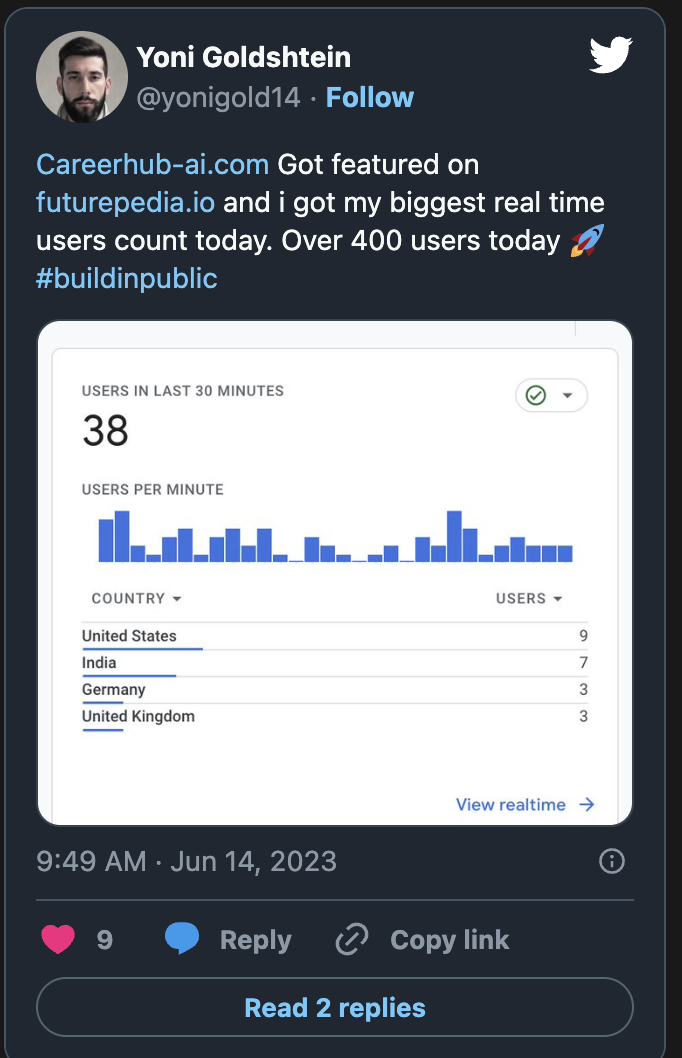 Yoni Goldshtein
@yonigold14 · Follow
Careerhub-ai.com Got featured on
futurepedia.io and i got my biggest real time
users count today. Over 400 users today 🚀
#buildinpublic
USERS IN LAST 30 MINUTES
38
USERS PER MINUTE
COUNTRY USERS
United States 9
India 7
Germany 3
United Kingdom 3
View realtime →
9:49 AM · Jun 14, 2023
9 Reply Copy link
Read 2 replies